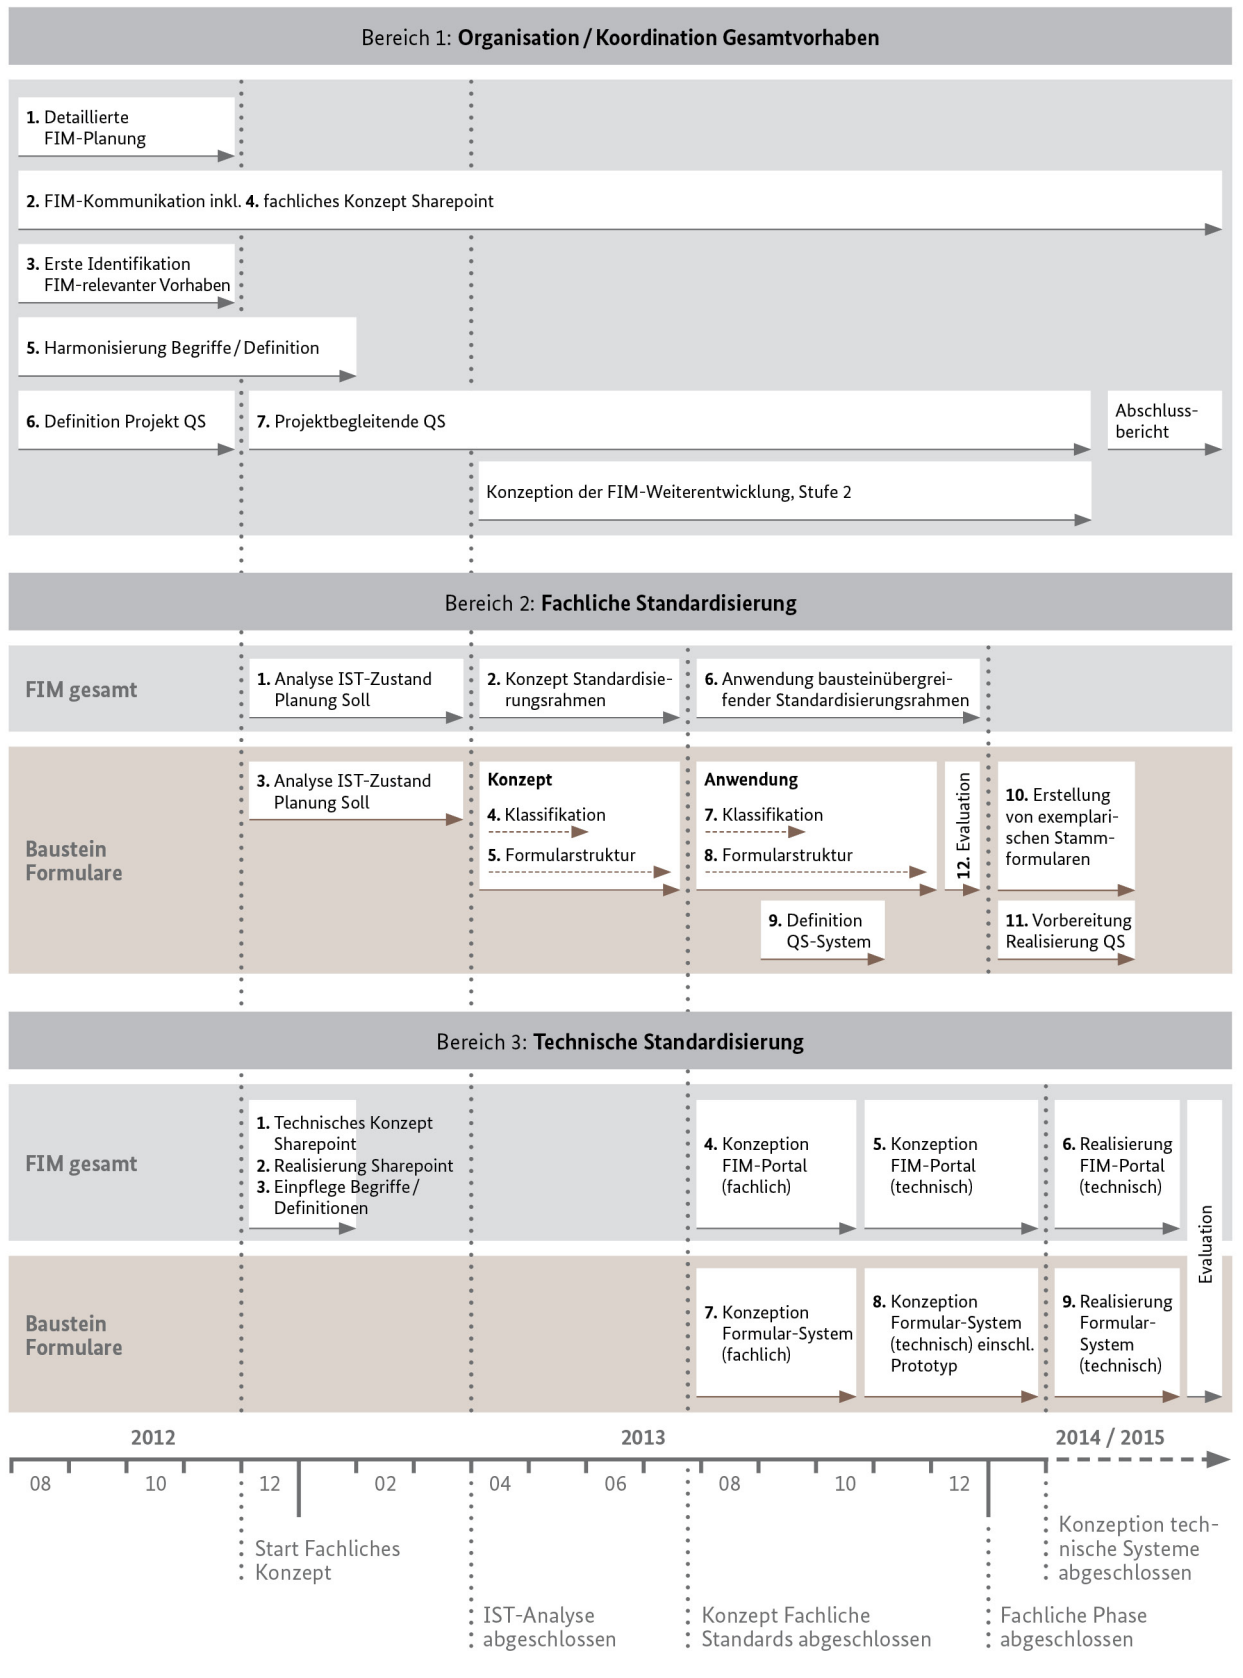 Bereich 1: Organisation / Koordination Gesamtvorhaben
1. Detaillierte
FIM-Planung
2. FIM-Kommunikation inkl. 4. fachliches Konzept Sharepoint
3. Erste Identifikation
FIM-relevanter Vorhaben
5. Harmonisierung Begriffe / Definition
6. Definition Projekt QS
7. Projektbegleitende QS
Abschluss-
bericht
Konzeption der FIM-Weiterentwicklung, Stufe 2
Bereich 2: Fachliche Standardisierung
FIM gesamt
1. Analyse IST-Zustand
Planung Soll
2. Konzept Standardisie-
rungsrahmen
6. Anwendung bausteinübergrei-
fender Standardisierungsrahmen
Baustein
Formulare
3. Analyse IST-Zustand
Planung Soll
Konzept
4. Klassifikation
5. Formularstruktur
Anwendung
7. Klassifikation
8. Formularstruktur
9. Definition
QS-System
12. Evaluation
10. Erstellung
von exemplari-
schen Stamm-
formularen
11. Vorbereitung
Realisierung QS
Bereich 3: Technische Standardisierung
FIM gesamt
1. Technisches Konzept
Sharepoint
2. Realisierung Sharepoint
3. Einpflege Begriffe /
Definitionen
4. Konzeption
FIM-Portal
(fachlich)
5. Konzeption
FIM-Portal
(technisch)
6. Realisierung
FIM-Portal
(technisch)
Evaluation
Baustein
Formulare
7. Konzeption
Formular-System
(fachlich)
8. Konzeption
Formular-System
(technisch) einschl.
Prototyp
9. Realisierung
Formular-
System
(technisch)
2012
2013
2014 / 2015
08
10
12
02
04
06
08
10
12
Start Fachliches
Konzept
IST-Analyse
abgeschlossen
Konzept Fachliche
Standards abgeschlossen
Fachliche Phase
abgeschlossen
Konzeption tech-
nische Systeme
abgeschlossen